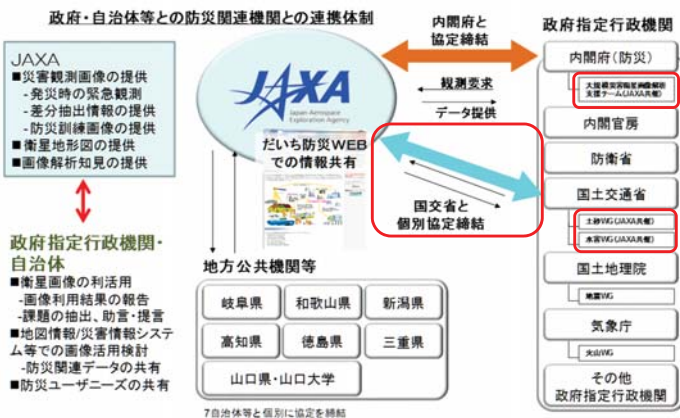 政府・自治体等との防災関連機関との連携体制
JAXA
■災害観測画像の提供
-発災時の緊急観測
-差分抽出情報の提供
-防災訓練画像の提供
■衛星地形図の提供
■画像解析知見の提供
政府指定行政機関・
自治体
■衛星画像の利活用
-画像利用結果の報告
-課題の抽出、助言・提言
■地図情報/災害情報システ
ム等での画像活用検討
-防災関連データの共有
■防災ユーザニーズの共有
JAXA
Japan Aerospace
Exploration Agency
だいち防災WEB
での情報共有
内閣府と
協定締結
観測要求
データ提供
国交省と
個別協定締結
地方公共機関等
岐阜県
和歌山県
新潟県
高知県
徳島県
三重県
山口県・山口大学
7自治体等と個別に協定を締結
政府指定行政機関
内閣府(防災)
大規模災害衛星画像解析
支援チーム(JAXA共催)
内閣官房
防衛省
国土交通省
土砂WG(JAXA共催)
水害WG(JAXA共催)
国土地理院
地震WG
気象庁
火山WG
その他
政府指定行政機関